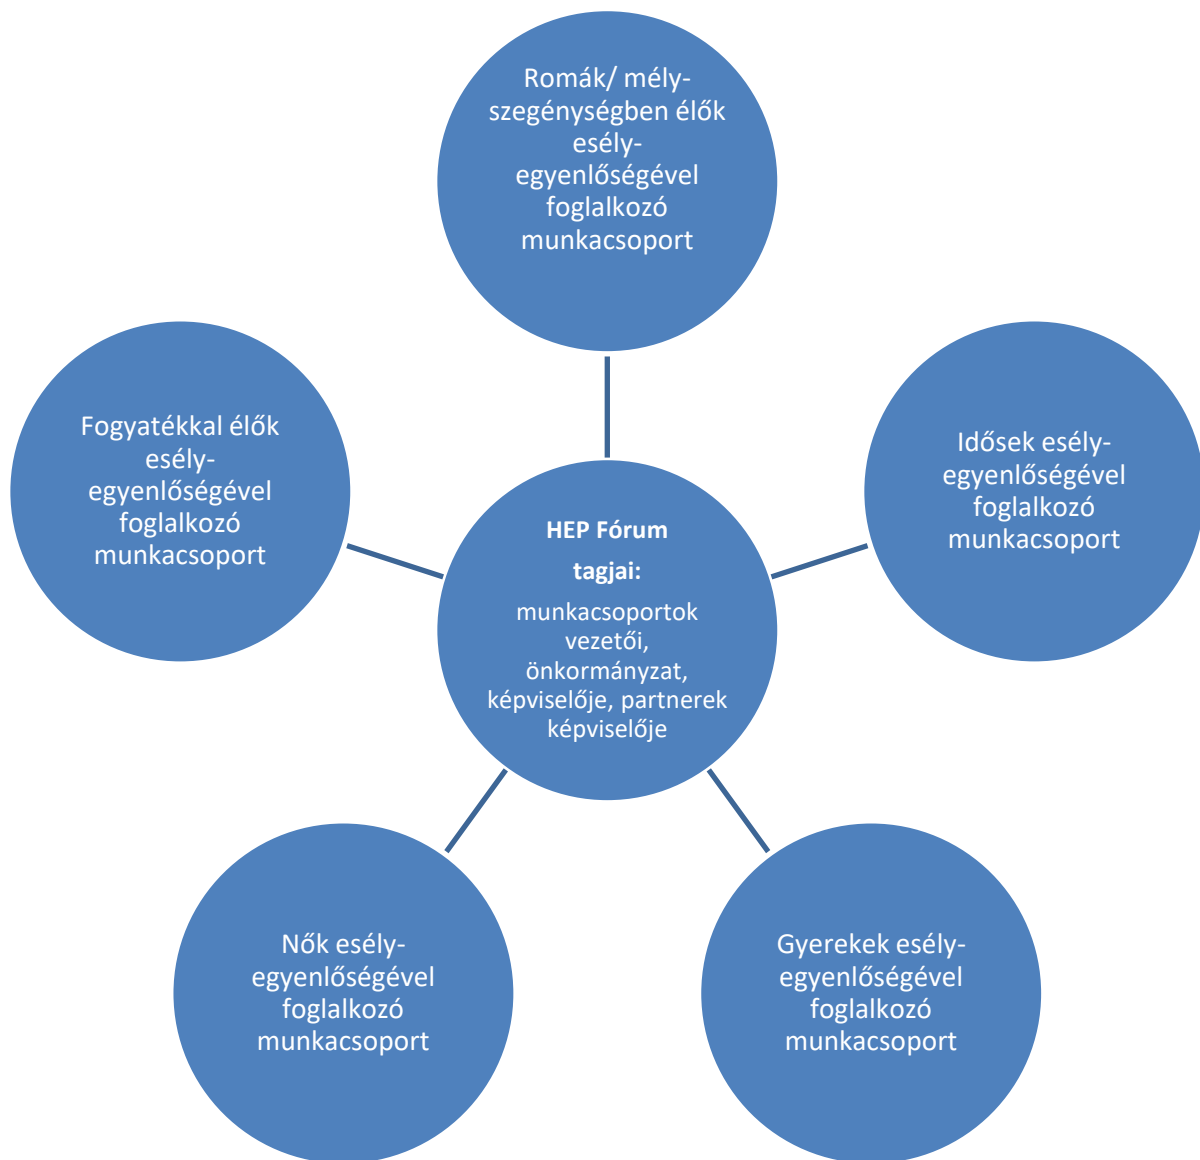 Romák/ mély-
szegénységben élők
esély-
egyenlőségével
foglalkozó
munkacsoport
Fogyatékkal élők
esély-
egyenlőségével
foglalkozó
munkacsoport
Idősek esély-
egyenlőségével
foglalkozó
munkacsoport
HEP Fórum
tagjai:
munkacsoportok
vezetői,
önkormányzat,
képviselője, partnerek
képviselője
Nők esély-
egyenlőségével
foglalkozó
munkacsoport
Gyerekek esély-
egyenlőségével
foglalkozó
munkacsoport